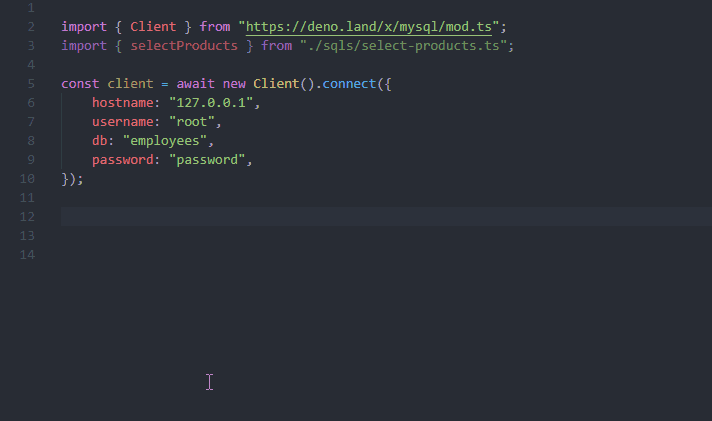 1
2 import { Client } from "https://deno.land/x/mysql/mod.ts";
3 import { selectProducts } from "./sqls/select-products.ts";
4
5 const client = await new Client().connect({
6 hostname: "127.0.0.1",
7 username: "root",
8 db: "employees",
9 password: "password",
10 });
11
12
13
14